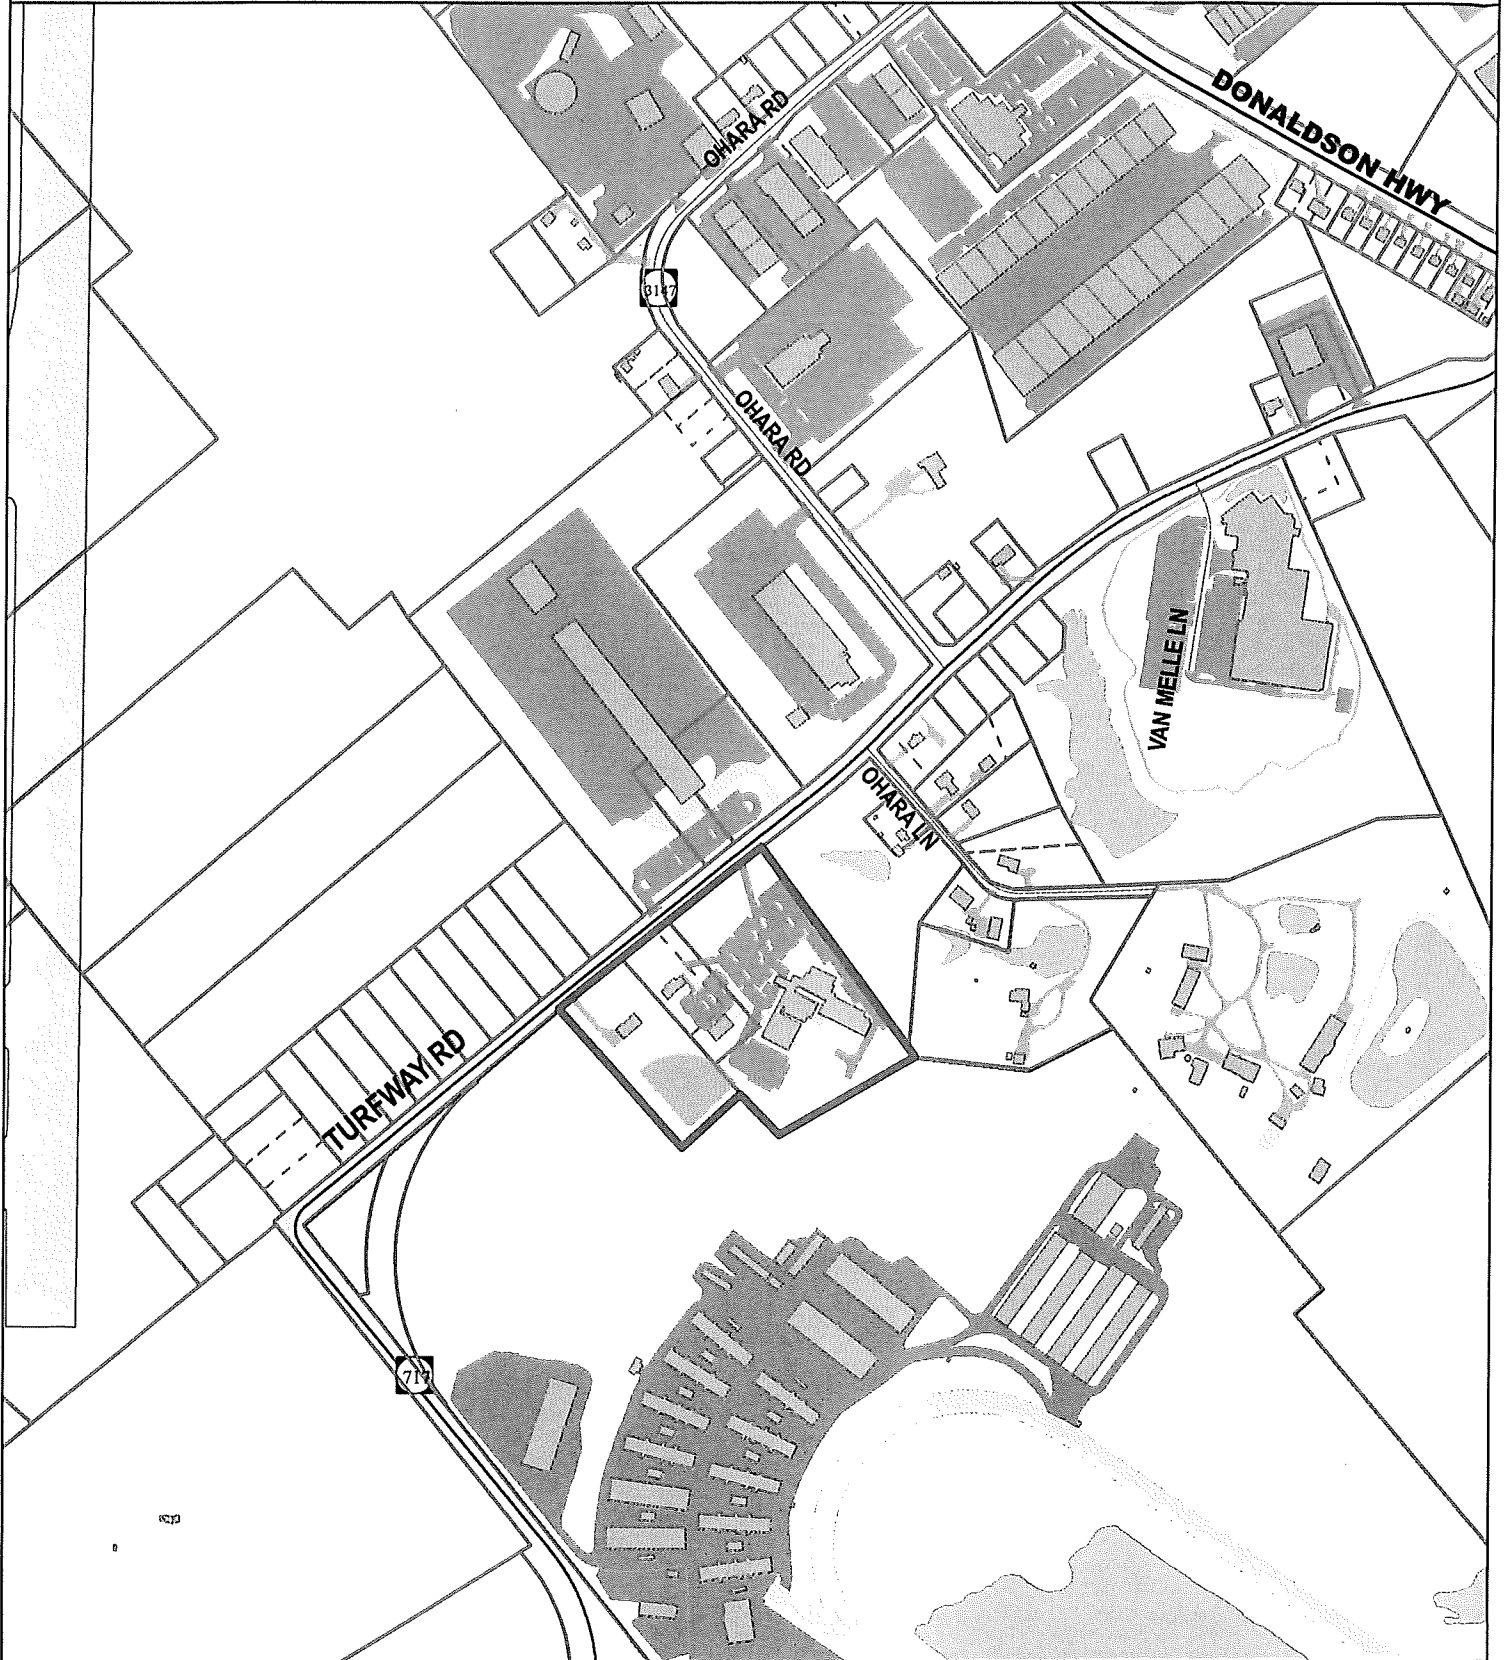 DONALDSON HWY
OHARA RD
3147
OHARA RD
VAN MELLE LN
OHARA LN
TURFWAY RD
717